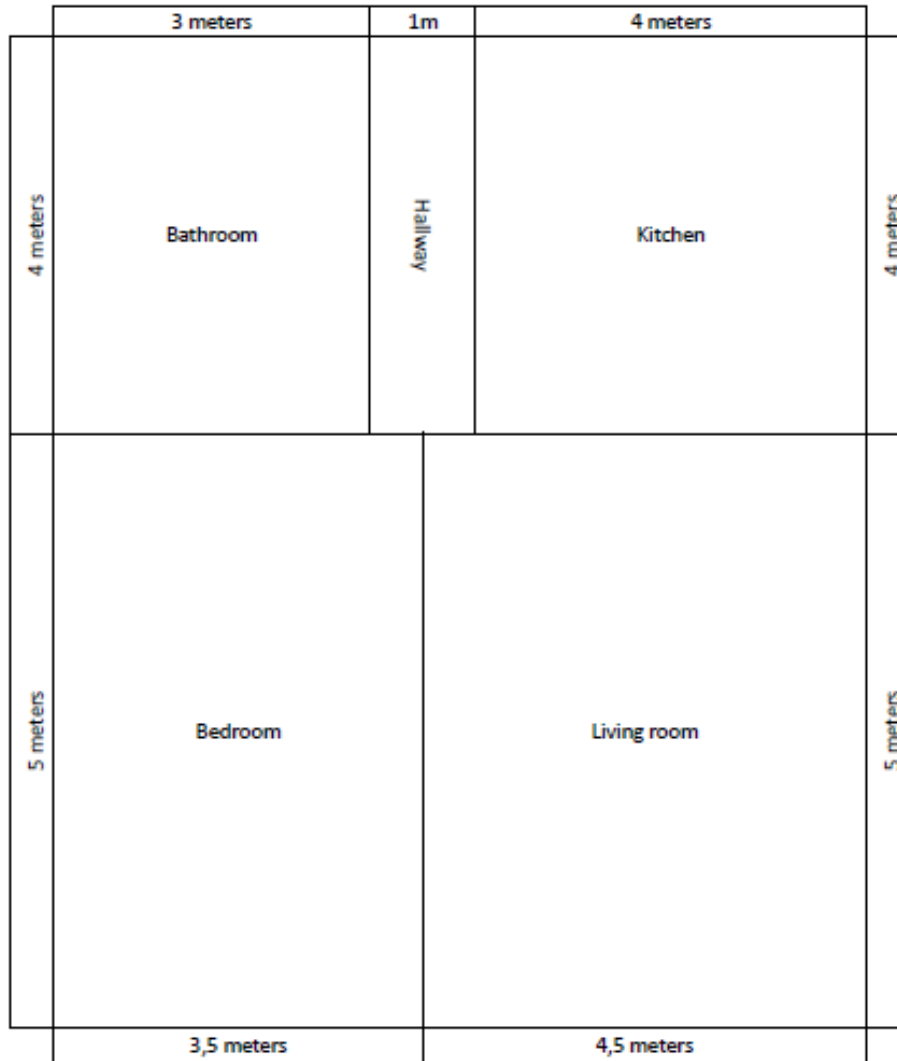 3 meters 1m 4 meters
4 meters Bathroom Hallway Kitchen 4 meters
5 meters Bedroom Living room 5 meters
3,5 meters 4,5 meters